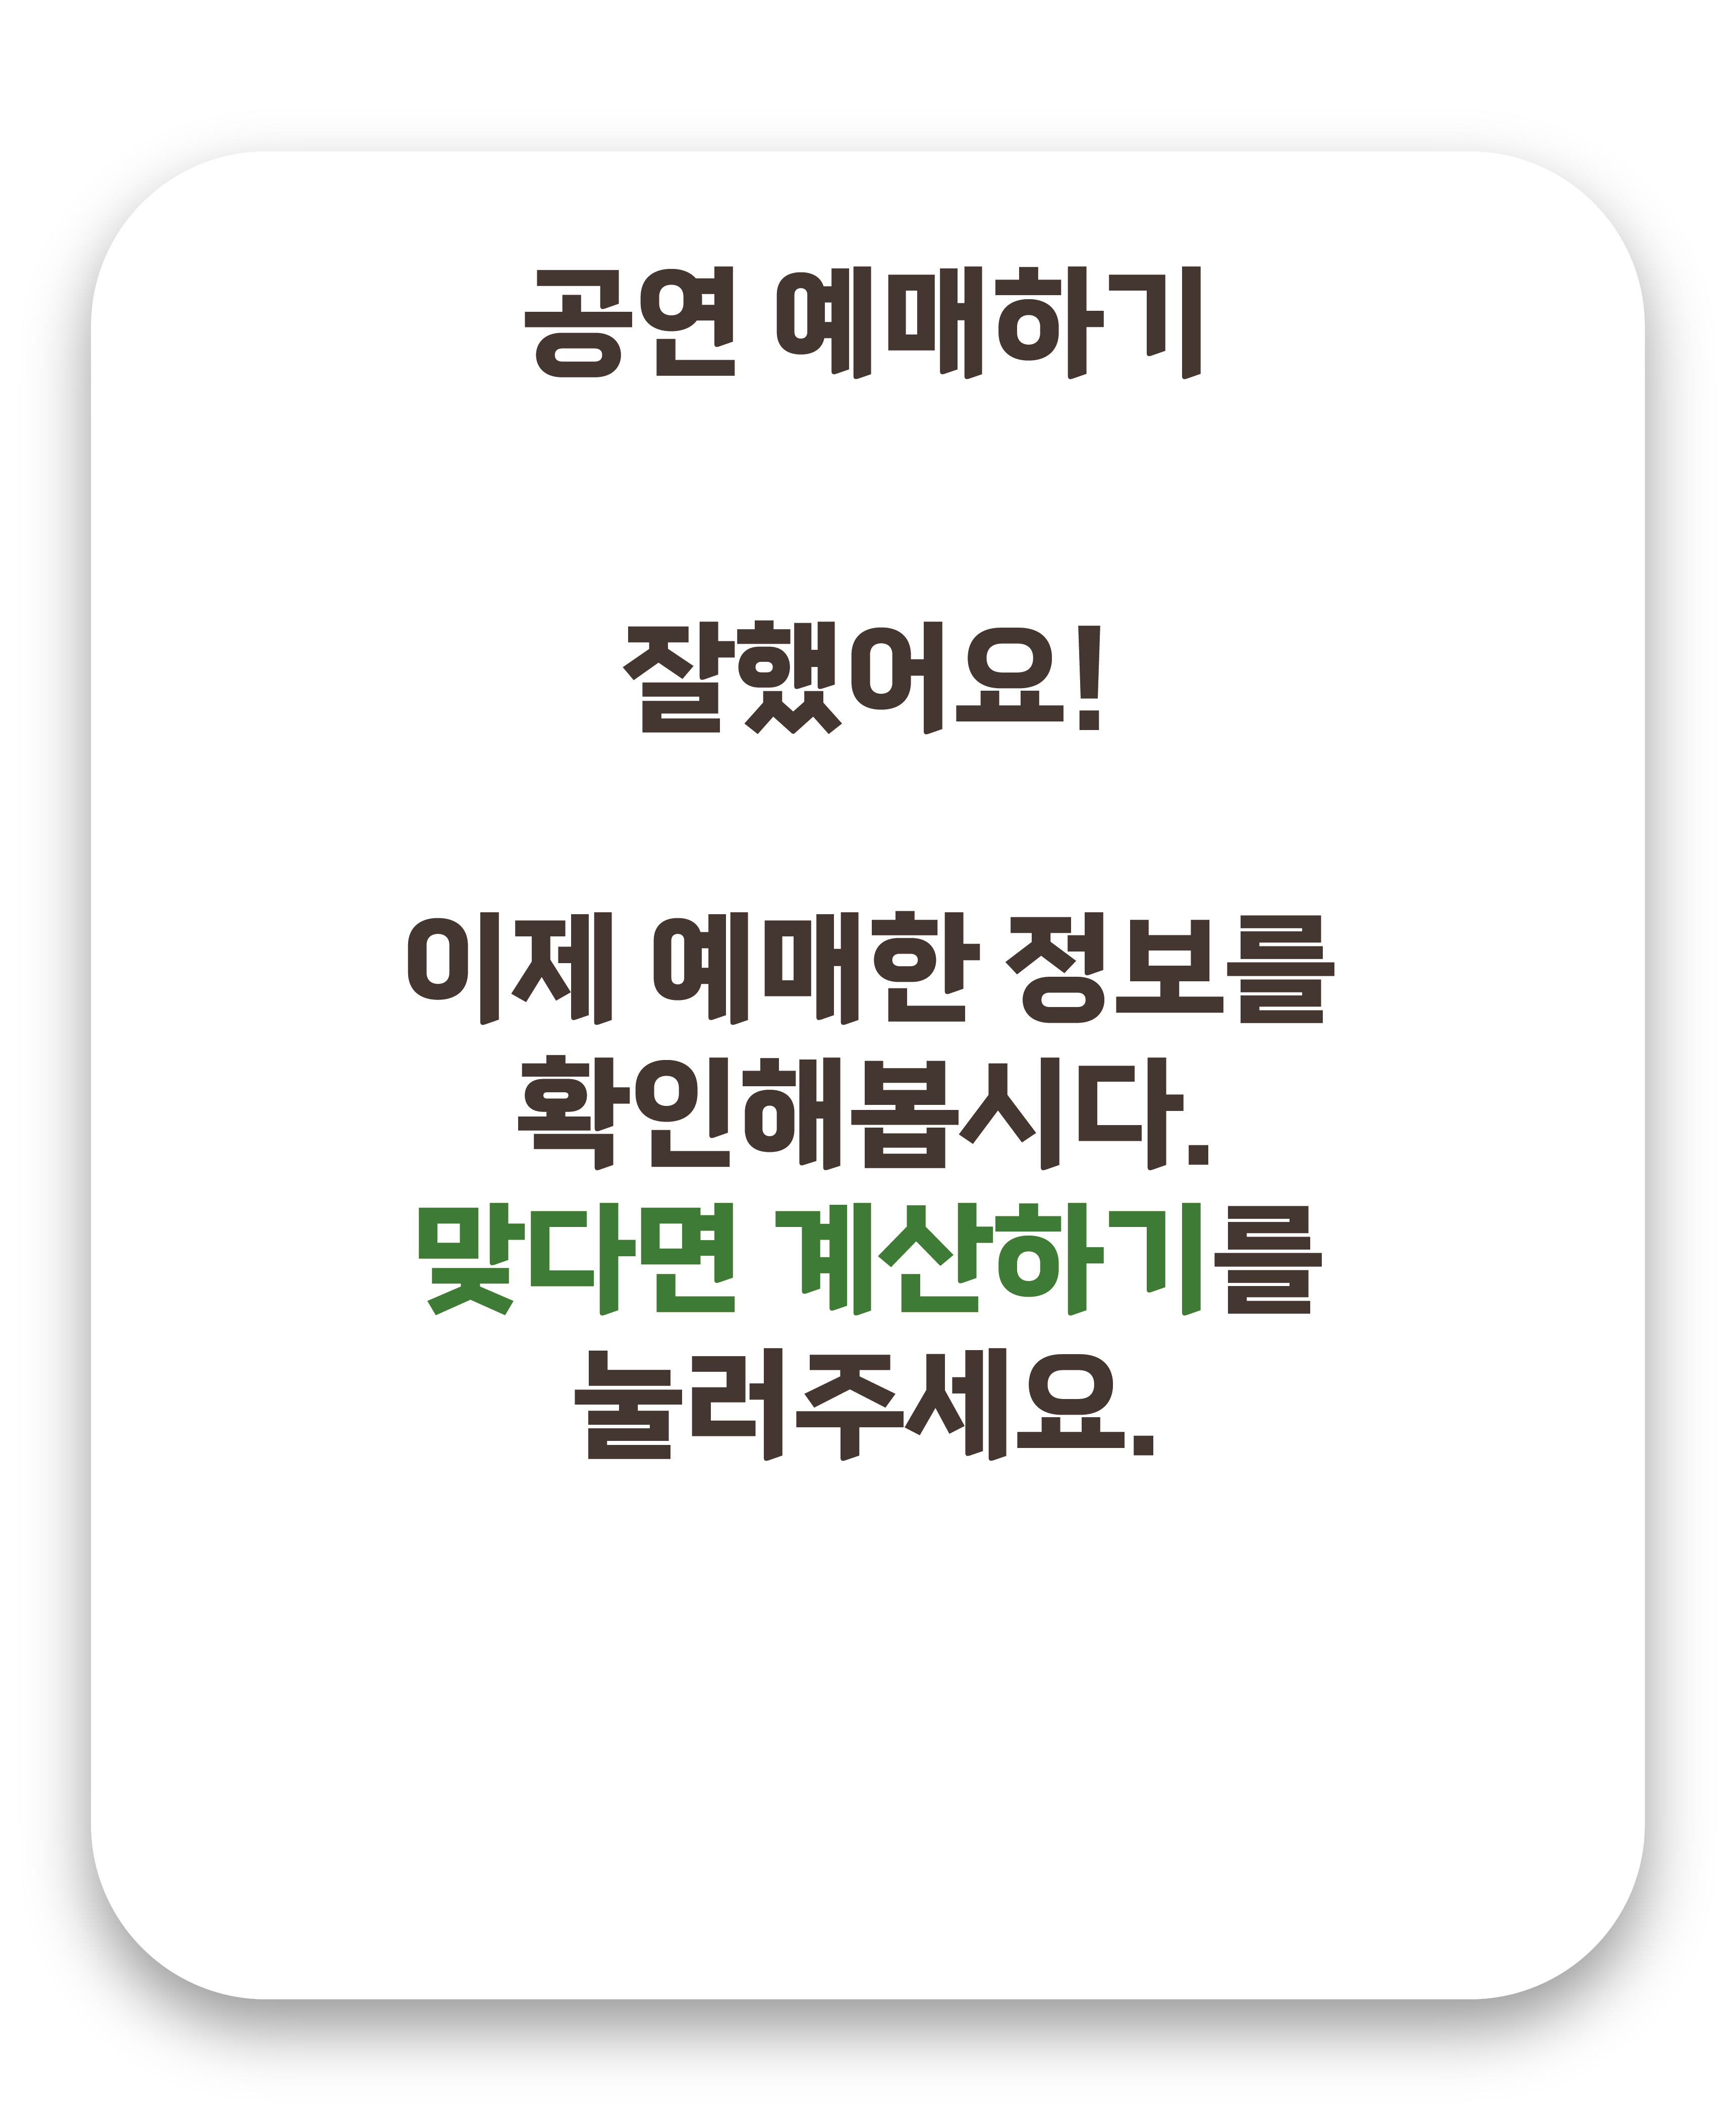 공연 예매하기
잘했어요!
이제 예매한 정보를
확인해봅시다.
맞다면 계산하기를
눌러주세요.